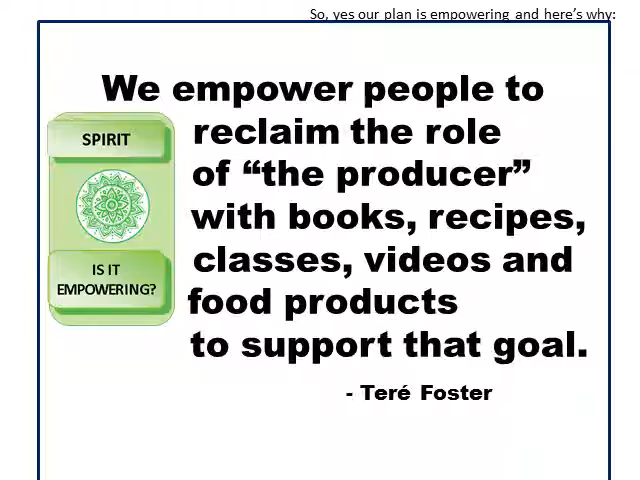 So, yes our plan is empowering and here's why:
We empower people to
reclaim the role
of “the producer”
with books, recipes,
classes, videos and
food products
to support that goal.
- Teré Foster
SPIRIT
IS IT
EMPOWERING?